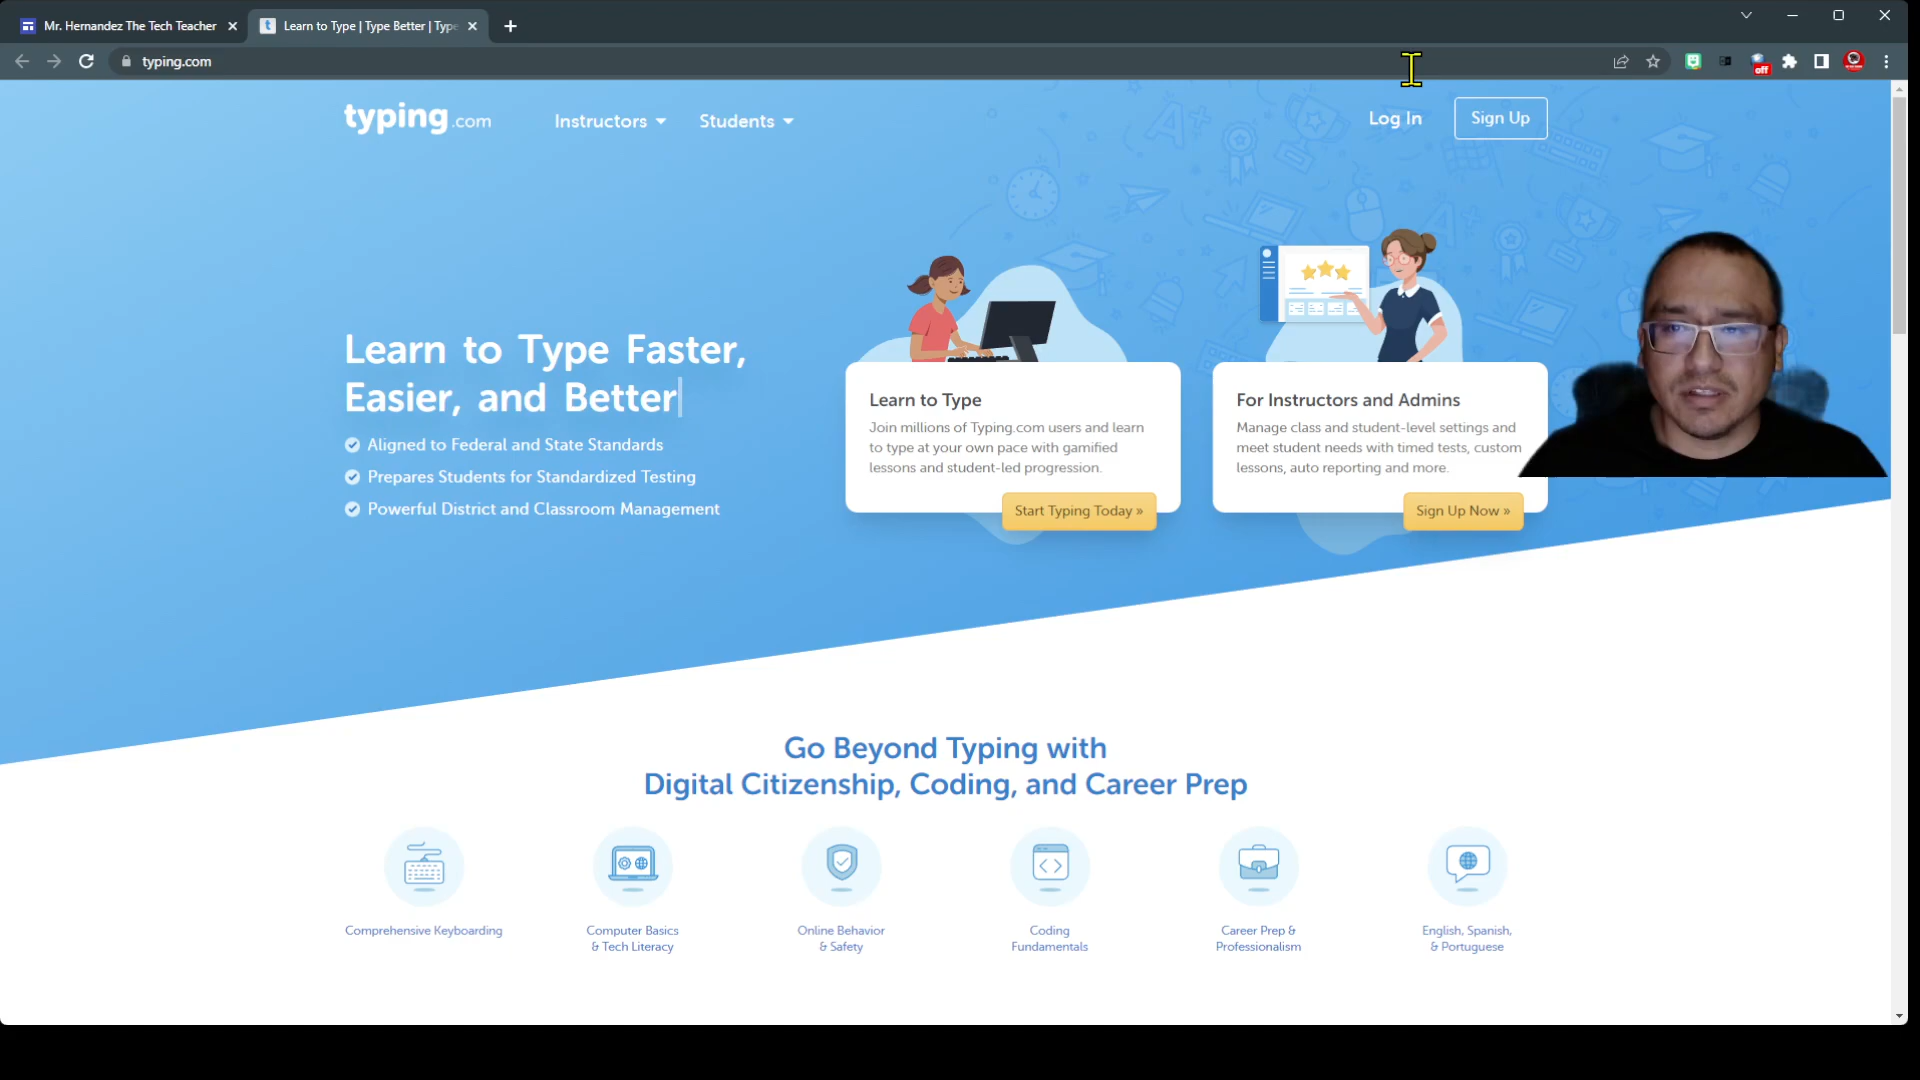 Mr. Hernandez The Tech Teacher
Learn to Type | Type Better | Type
typing.com
off
typing.com
Instructors
Students
Log In
Sign Up
Learn to Type Faster,
Easier, and Better
Aligned to Federal and State Standards
Prepares Students for Standardized Testing
Powerful District and Classroom Management
Learn to Type
Join millions of Typing.com users and learn
to type at your own pace with gamified
lessons and student-led progression.
Start Typing Today »
For Instructors and Admins
Manage class and student-level settings and
meet student needs with timed tests, custom
lessons, auto reporting and more.
Sign Up Now »
Go Beyond Typing with
Digital Citizenship, Coding, and Career Prep
Comprehensive Keyboarding
Computer Basics
& Tech Literacy
Online Behavior
& Safety
Coding
Fundamentals
Career Prep &
Professionalism
English, Spanish,
& Portuguese